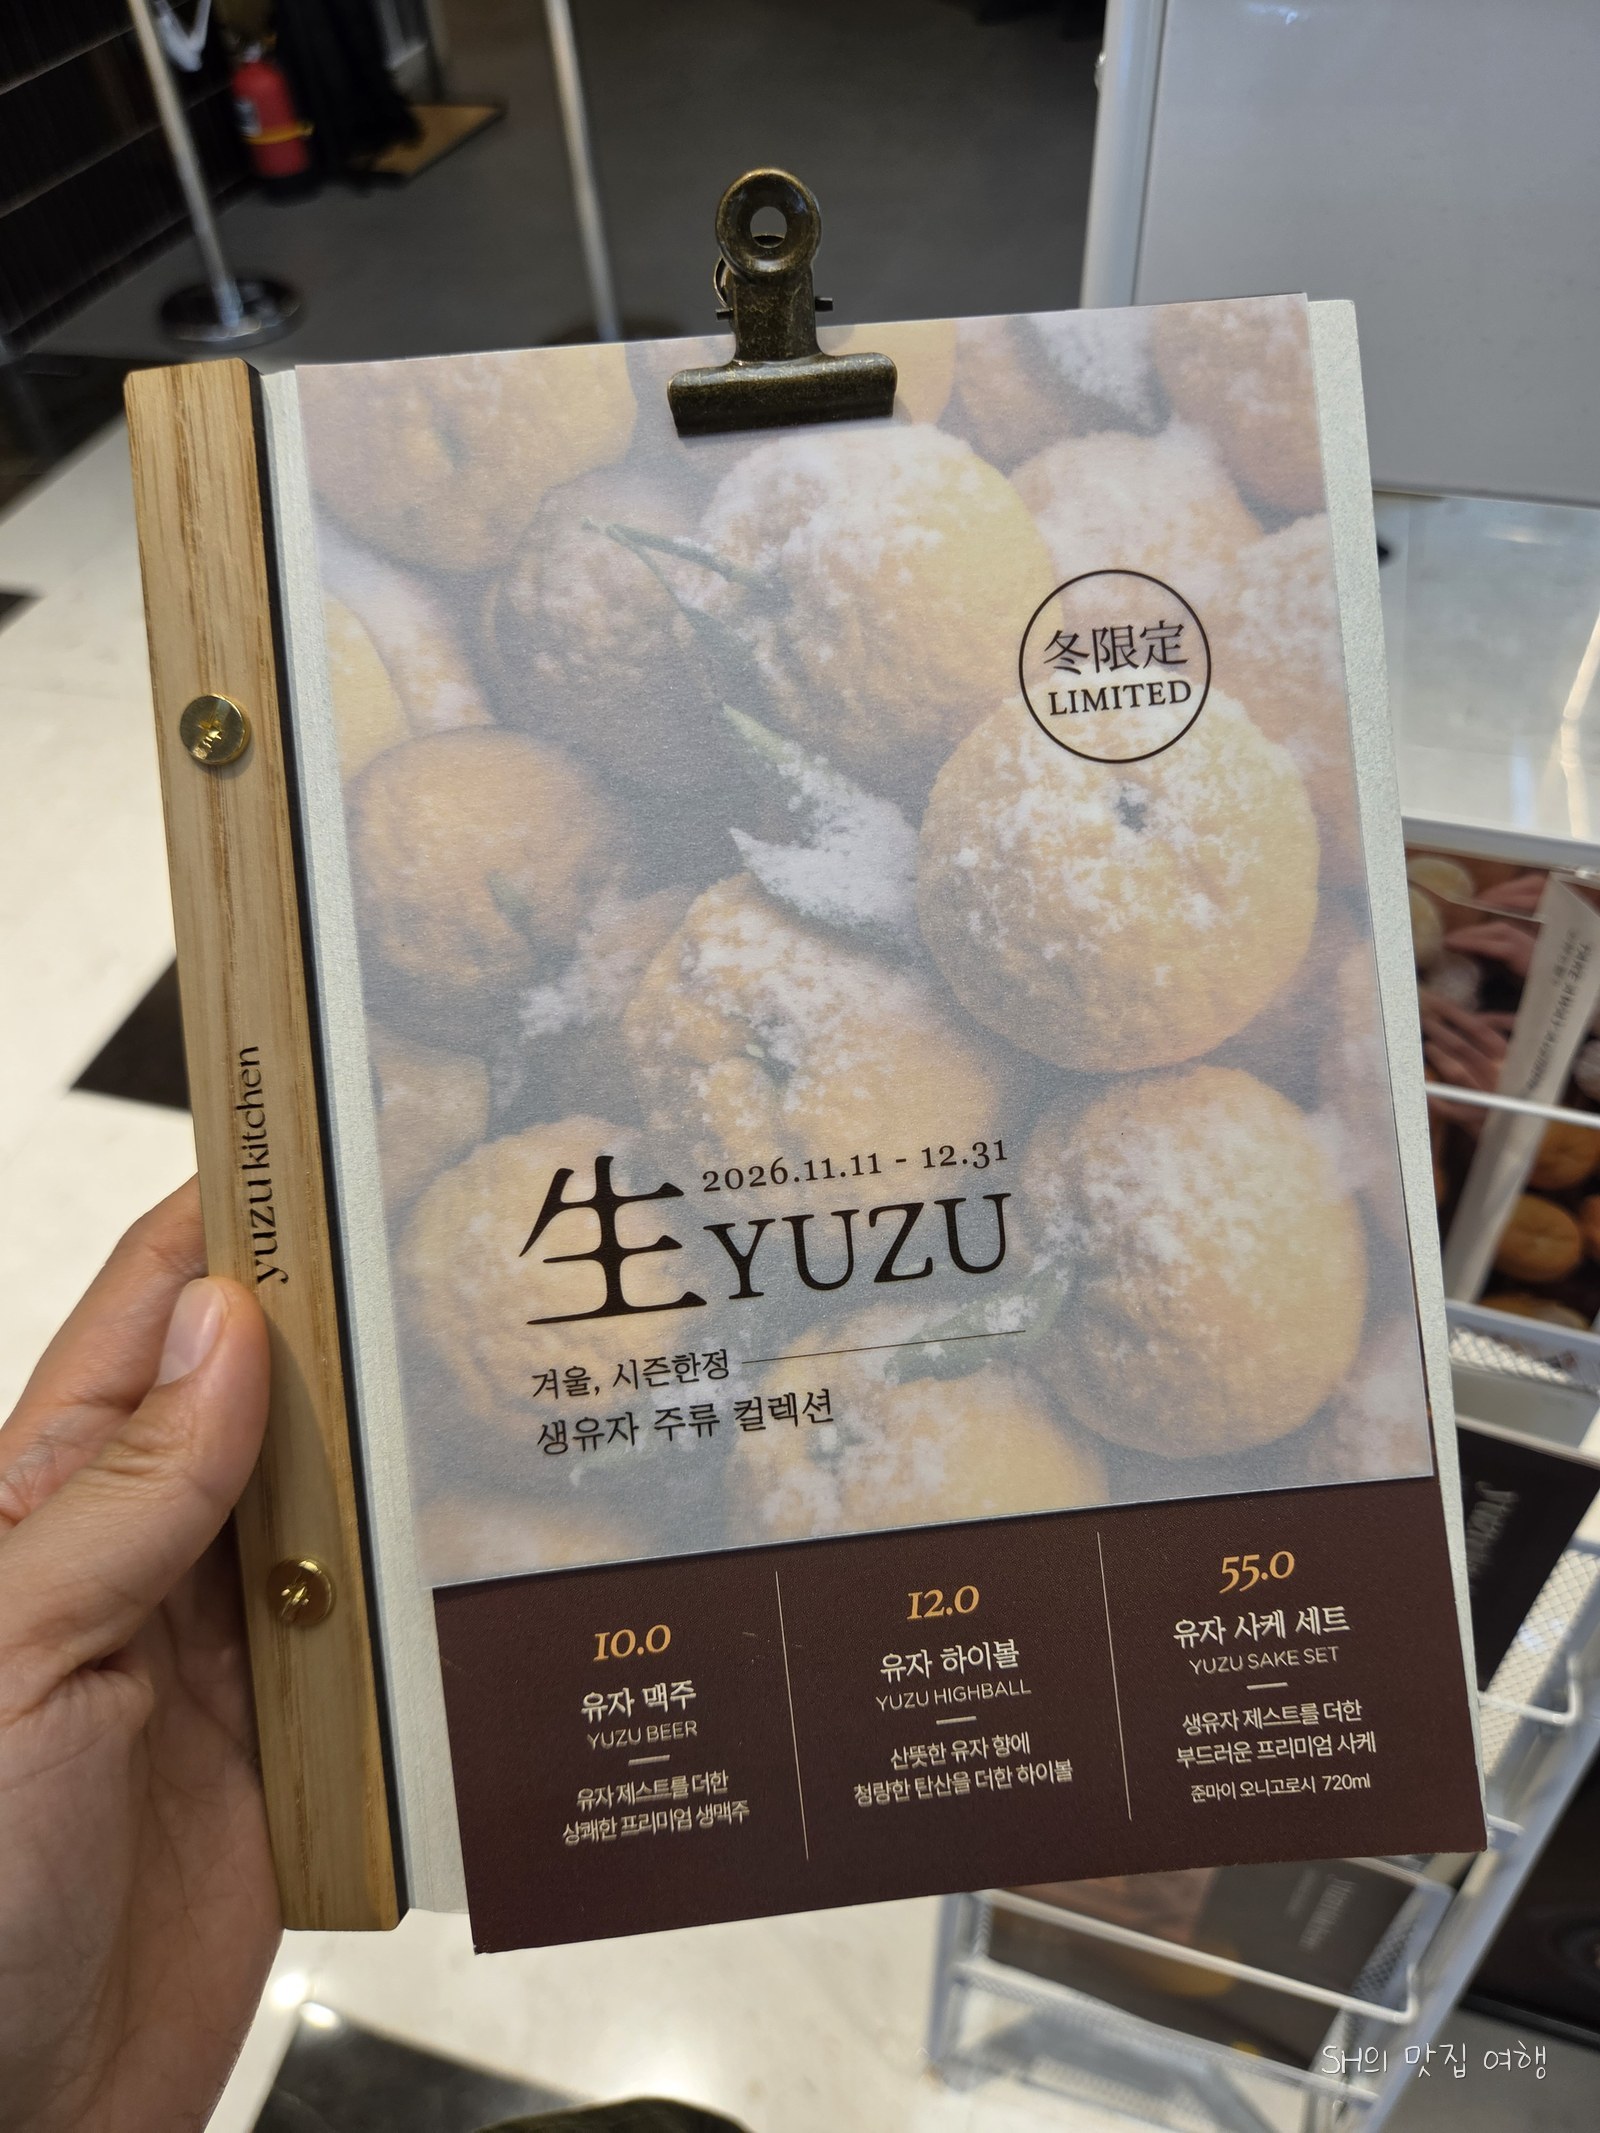 冬限定
LIMITED
yuzu kitchen
2026.11.11 - 12.31
生YUZU
겨울, 시즌한정
생유자 주류 컬렉션
10.0
유자 맥주
YUZU BEER
유자 제스트를 더한
상쾌한 프리미엄 생맥주
12.0
유자 하이볼
YUZU HIGHBALL
산뜻한 유자 향에
청량한 탄산을 더한 하이볼
55.0
유자 사케 세트
YUZU SAKE SET
생유자 제스트를 더한
부드러운 프리미엄 사케
준마이 오니고로시 720ml
SH의 맛집 여행